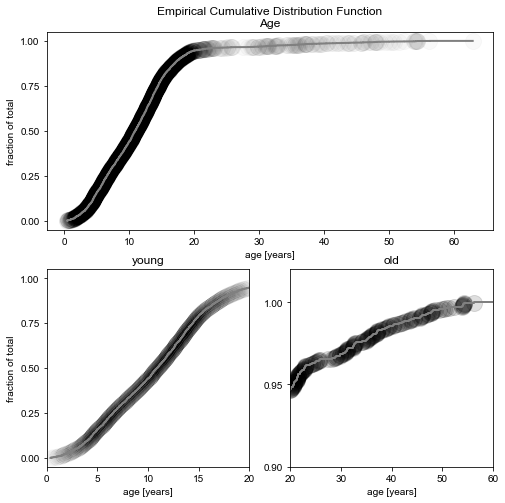 Empirical Cumulative Distribution Function
Age
fraction of total
1.00
0.75
0.50
0.25
0.00
0 10 20 30 40 50 60
age [years]
young
fraction of total
1.00
0.75
0.50
0.25
0.00
0 5 10 15 20
age [years]
old
1.00
0.95
0.90
20 30 40 50 60
age [years]